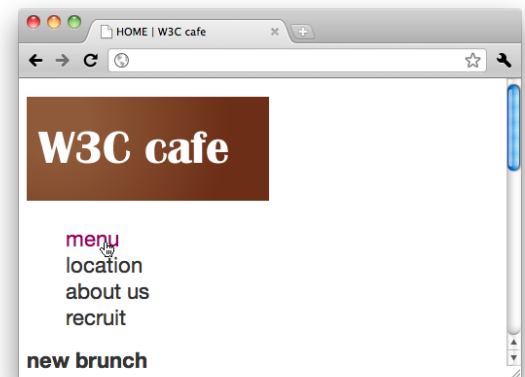 HOME | W3C cafe
W3C cafe
menu
location
about us
recruit
new brunch